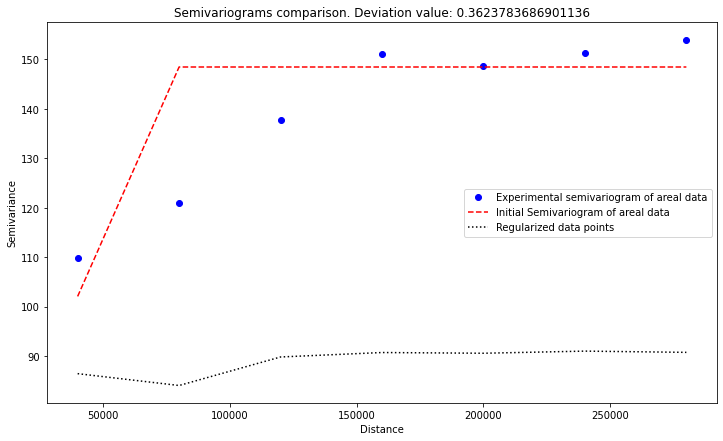 Semivariograms comparison. Deviation value: 0.3623783686901136
150
140
130
120
110
100
90
Semivariance
Experimental semivariogram of areal data
Initial Semivariogram of areal data
Regularized data points
50000 100000 150000 200000 250000
Distance